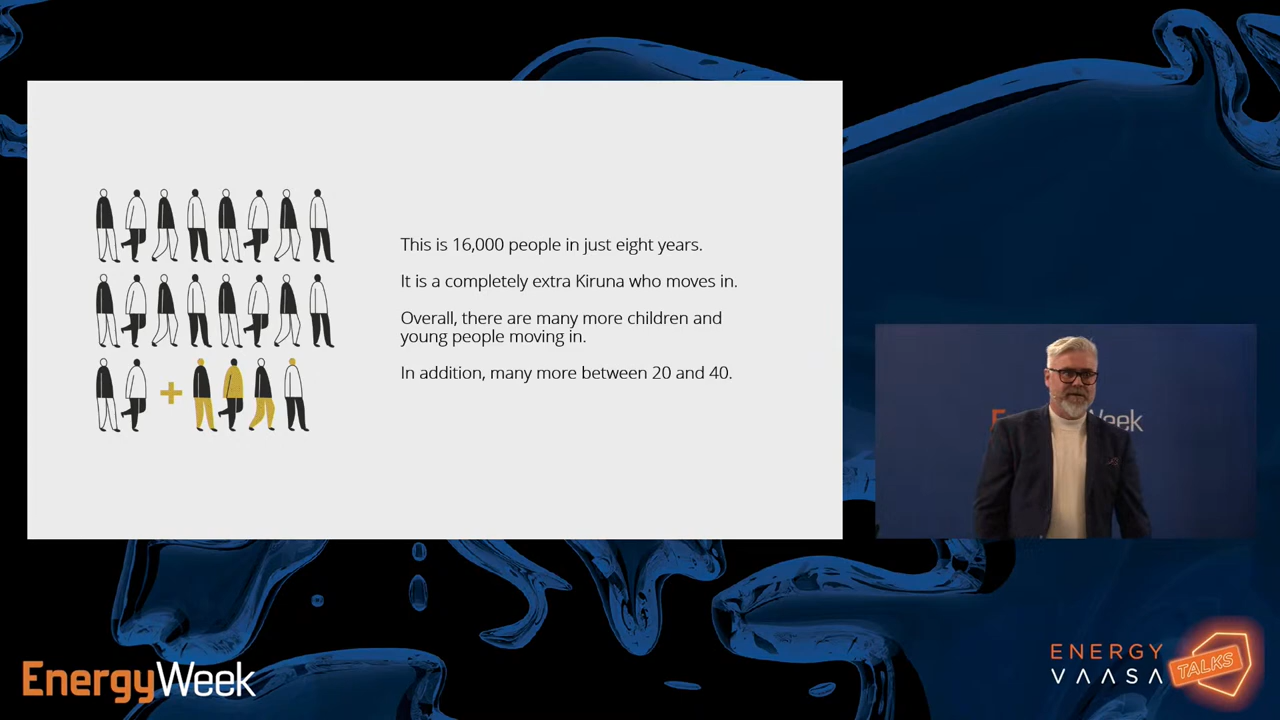 This is 16,000 people in just eight years.
It is a completely extra Kiruna who moves in.
Overall, there are many more children and
young people moving in.
In addition, many more between 20 and 40.
EnergyWeek
EnergyWeek
ENERGY
VAASA
TALKS